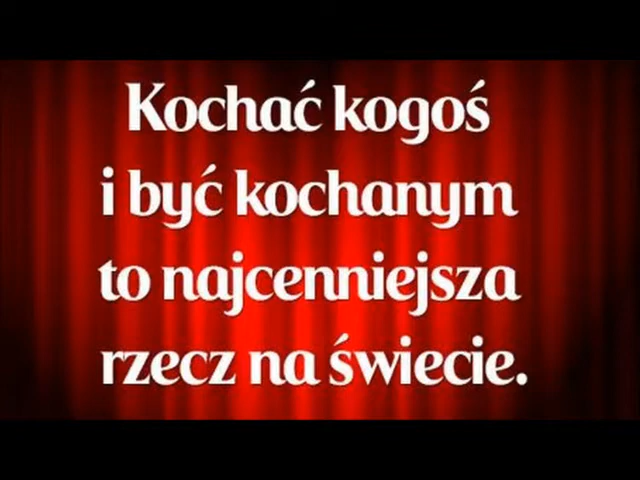 Kochać kogoś
i być kochanym
to najcenniejsza
rzecz na świecie.